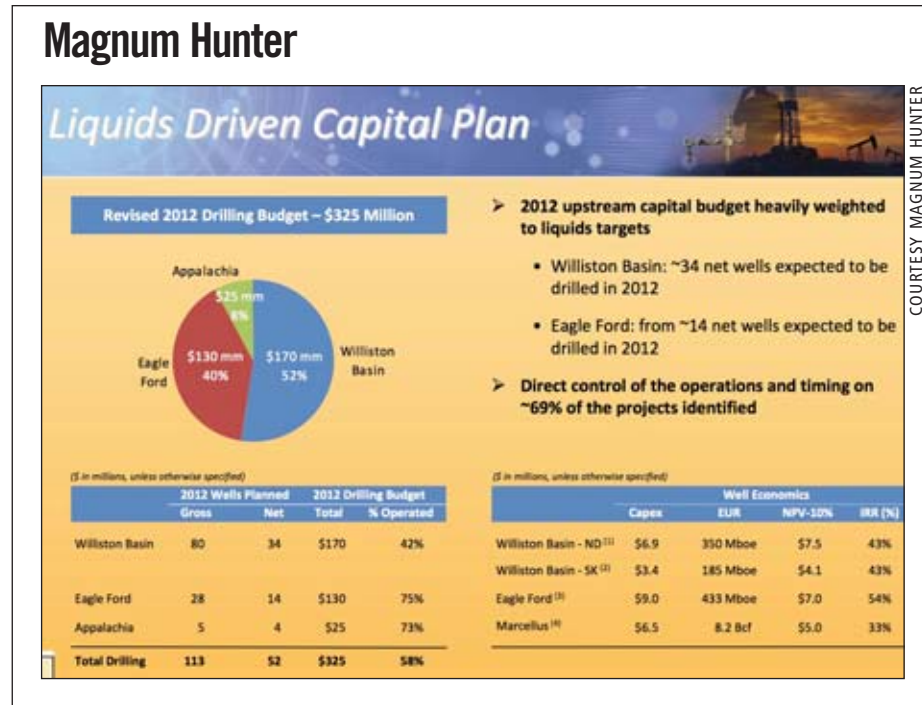 Magnum Hunter
COURTESY MAGNUM HUNTER
Liquids Driven Capital Plan
Revised 2012 Drilling Budget – $325 Million
Appalachia
$25 mm
8%
Eagle
Ford
$130 mm
40%
$170 mm
52%
Williston
Basin
➤ 2012 upstream capital budget heavily weighted
to liquids targets
• Williston Basin: ~34 net wells expected to be
drilled in 2012
• Eagle Ford: from ~14 net wells expected to be
drilled in 2012
➤ Direct control of the operations and timing on
~69% of the projects identified
($ in millions, unless otherwise specified)
2012 Wells Planned 2012 Drilling Budget
Gross Net Total % Operated
Williston Basin 80 34 $170 42%
Eagle Ford 28 14 $130 75%
Appalachia 5 4 $25 73%
Total Drilling 113 52 $325 58%
($ in millions, unless otherwise specified)
Well Economics
Capex EUR NPV-10% IRR (%)
Williston Basin - ND (1) $6.9 350 Mboe $7.5 43%
Williston Basin - SK (2) $3.4 185 Mboe $4.1 43%
Eagle Ford (3) $9.0 433 Mboe $7.0 54%
Marcellus (4) $6.5 8.2 Bcf $5.0 33%